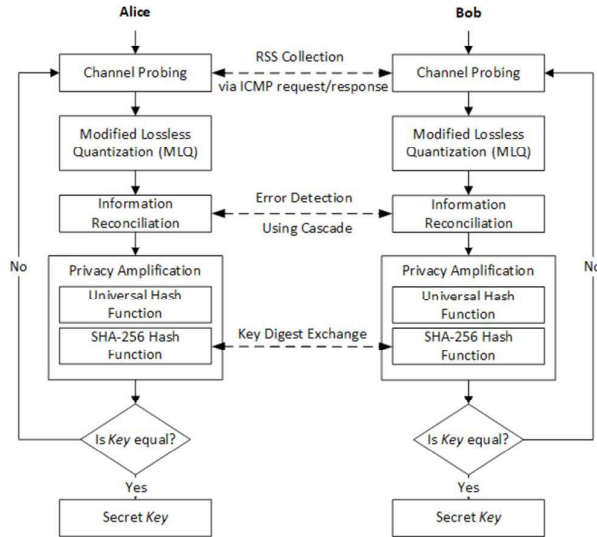 Alice
Bob
Channel Probing
RSS Collection
via ICMP request/response
Channel Probing
Modified Lossless
Quantization (MLQ)
Modified Lossless
Quantization (MLQ)
Information
Reconciliation
Error Detection
Using Cascade
Information
Reconciliation
No
Privacy Amplification
Universal Hash
Function
SHA-256 Hash
Function
Key Digest Exchange
Privacy Amplification
Universal Hash
Function
SHA-256 Hash
Function
No
Is Key equal?
Is Key equal?
Yes
Yes
Secret Key
Secret Key